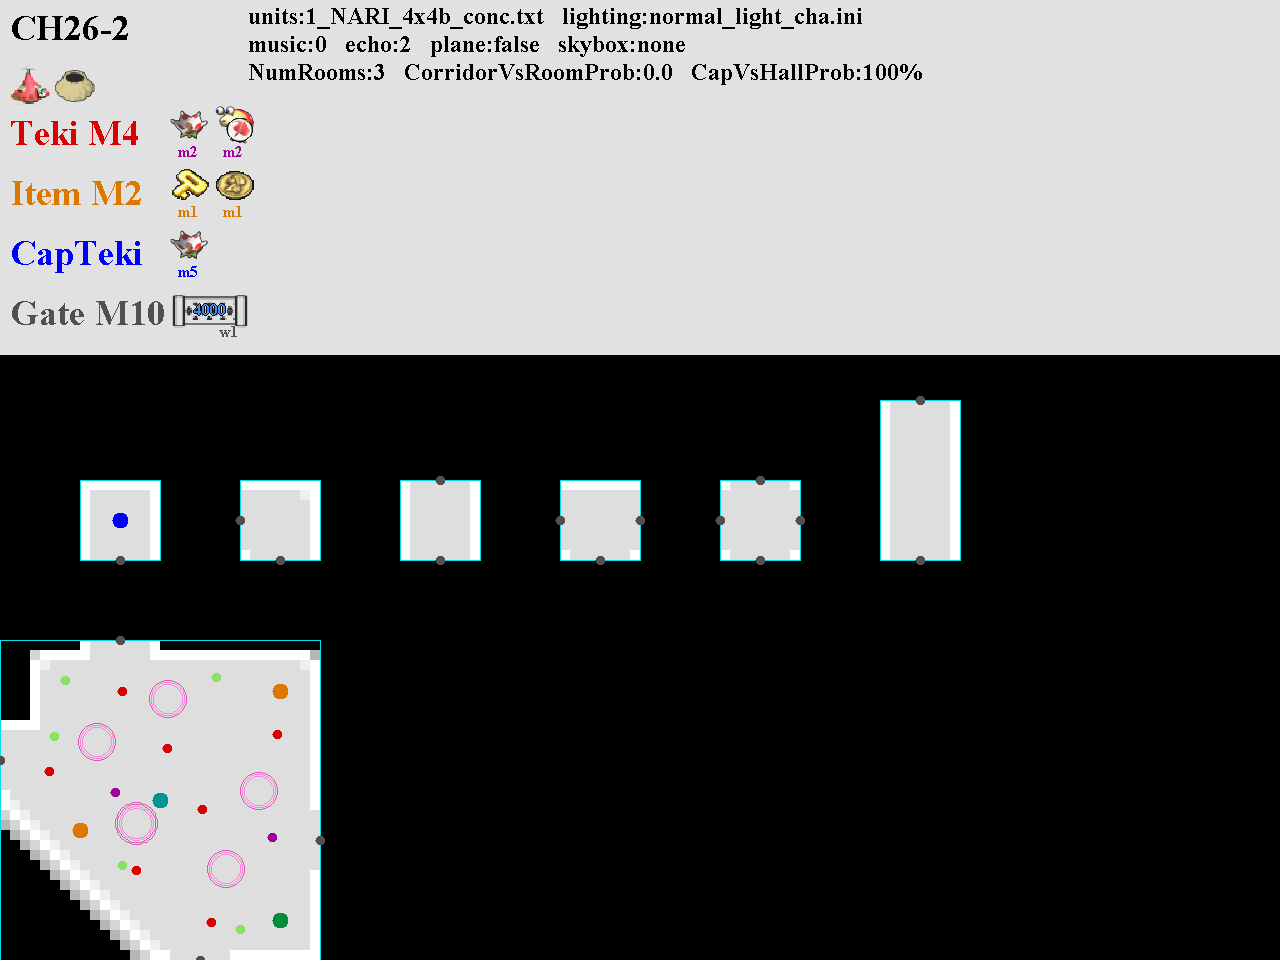 CH26-2
units:1_NARI_4x4b_conc.txt lighting:normal_light_cha.ini
music:0 echo:2 plane:false skybox:none
NumRooms:3 CorridorVsRoomProb:0.0 CapVsHallProb:100%
Teki M4
m2 m2
Item M2
m1 m1
CapTeki
m5
Gate M10
4000
w1